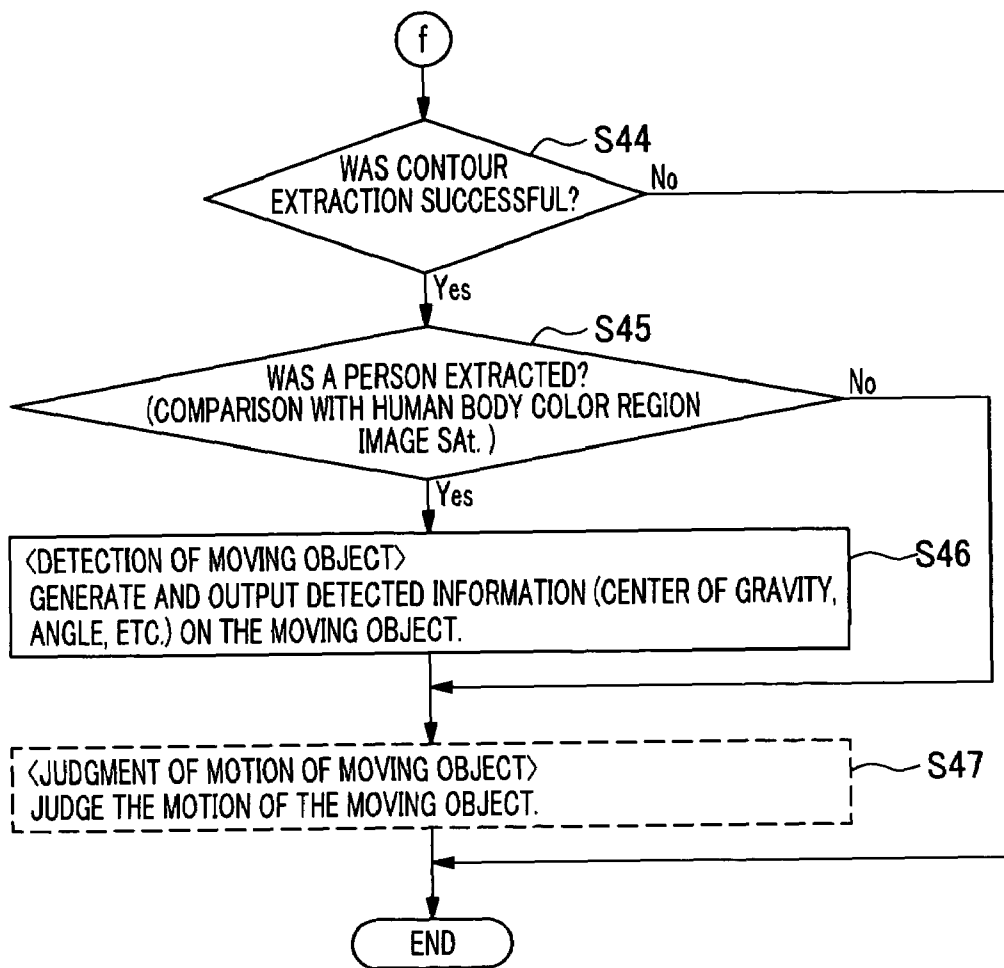 f
S44
WAS CONTOUR
EXTRACTION SUCCESSFUL?
No
Yes
S45
WAS A PERSON EXTRACTED?
(COMPARISON WITH HUMAN BODY COLOR REGION
IMAGE SAt. )
No
Yes
S46
〈DETECTION OF MOVING OBJECT〉
GENERATE AND OUTPUT DETECTED INFORMATION (CENTER OF GRAVITY,
ANGLE, ETC.) ON THE MOVING OBJECT.
S47
〈JUDGMENT OF MOTION OF MOVING OBJECT〉
JUDGE THE MOTION OF THE MOVING OBJECT.
END